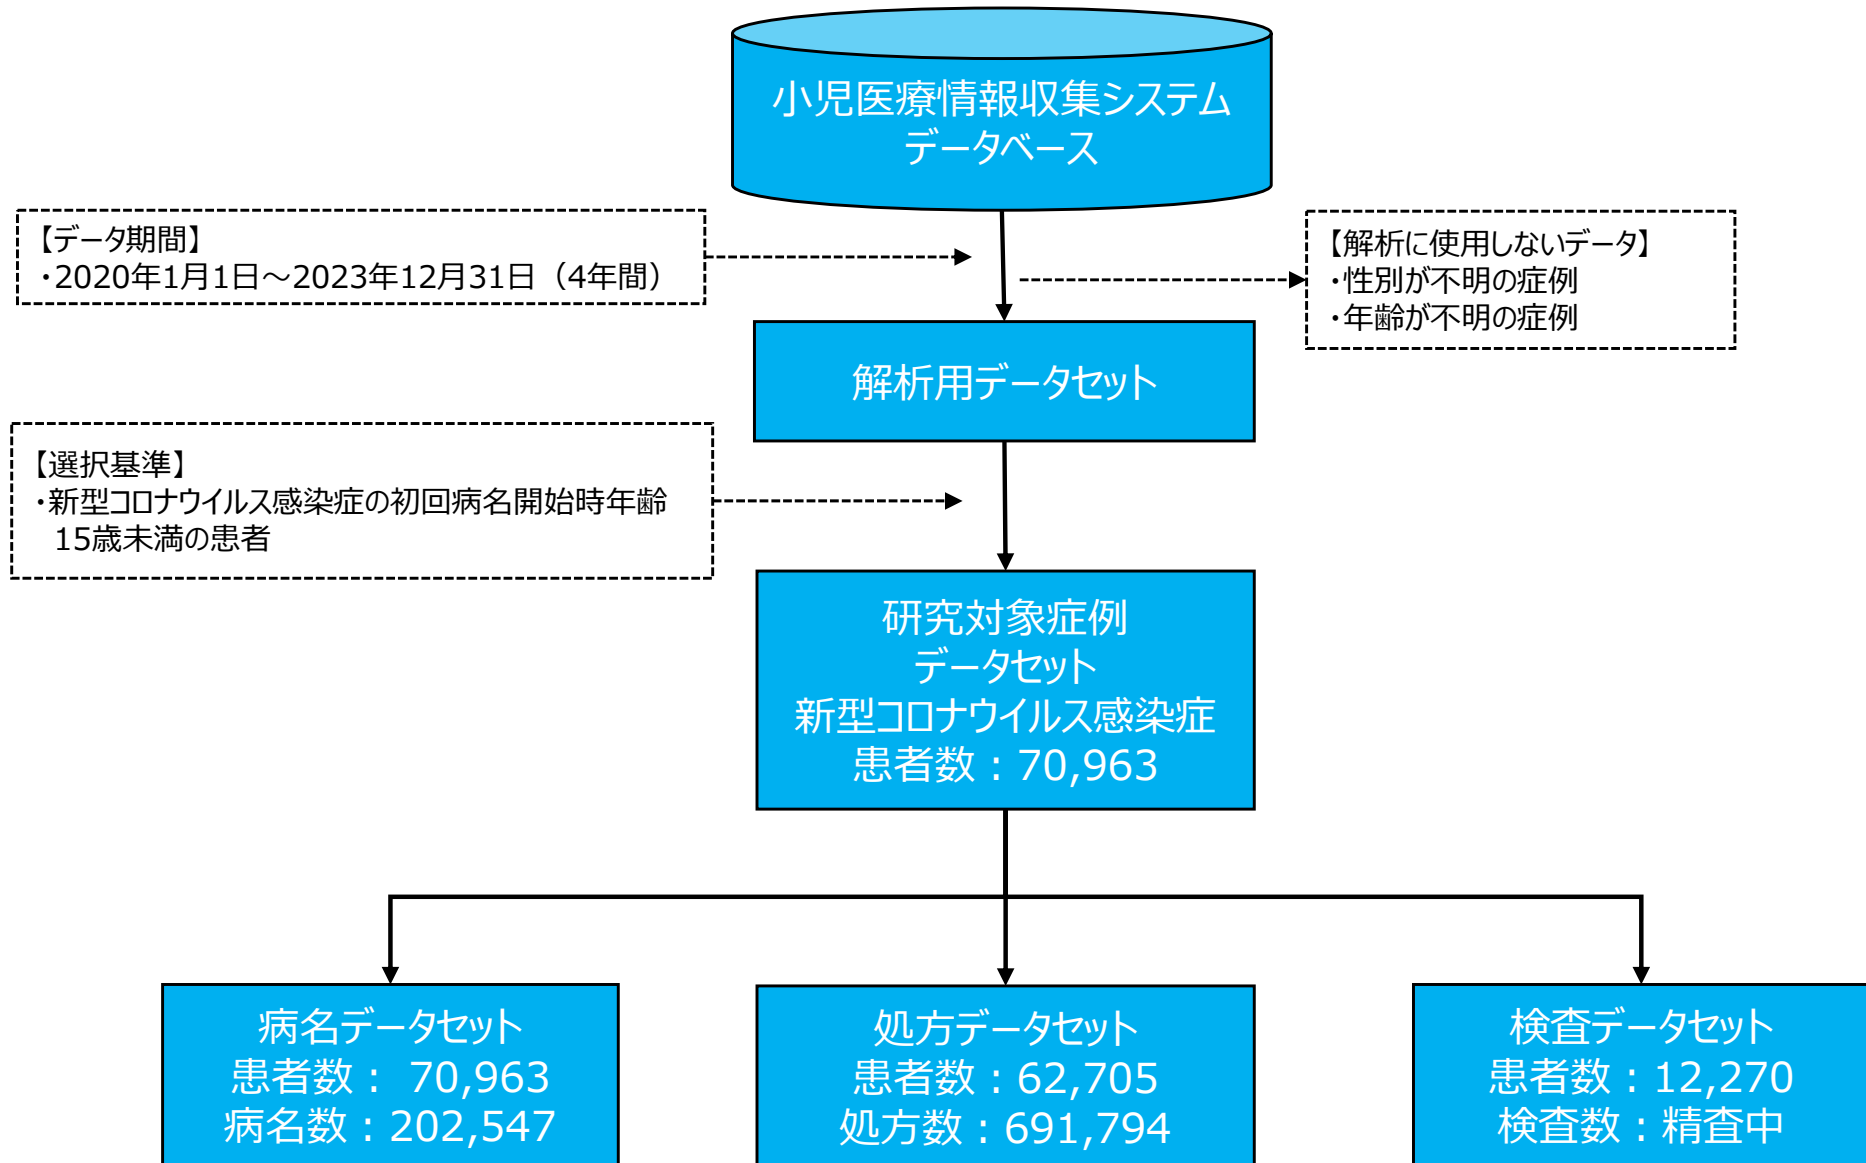 小児医療情報収集システム
データベース
【データ期間】
・2020年1月1日～2023年12月31日（4年間）
【解析に使用しないデータ】
・性別が不明の症例
・年齢が不明の症例
解析用データセット
【選択基準】
・新型コロナウイルス感染症の初回病名開始時年齢
15歳未満の患者
研究対象症例
データセット
新型コロナウイルス感染症
患者数：70,963
病名データセット
患者数： 70,963
病名数：202,547
処方データセット
患者数：62,705
処方数：691,794
検査データセット
患者数：12,270
検査数：精査中